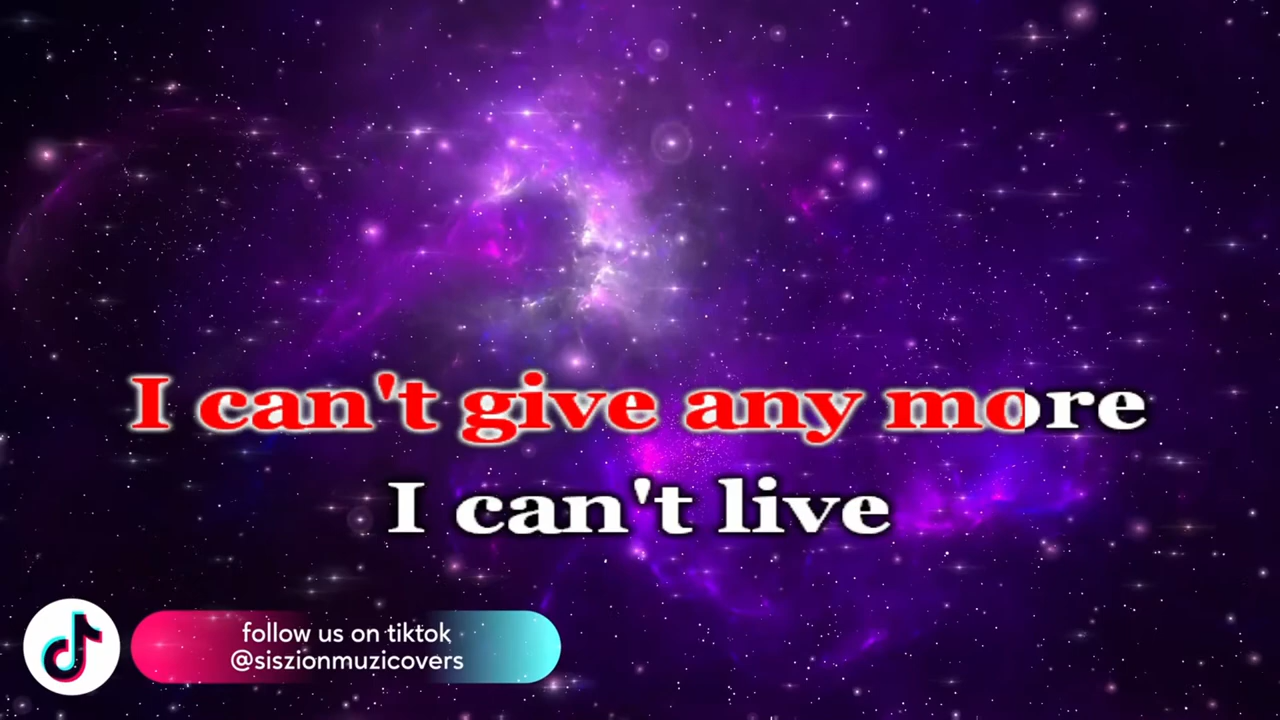 I can't give any more
I can't live
follow us on tiktok
@siszionmuzicovers